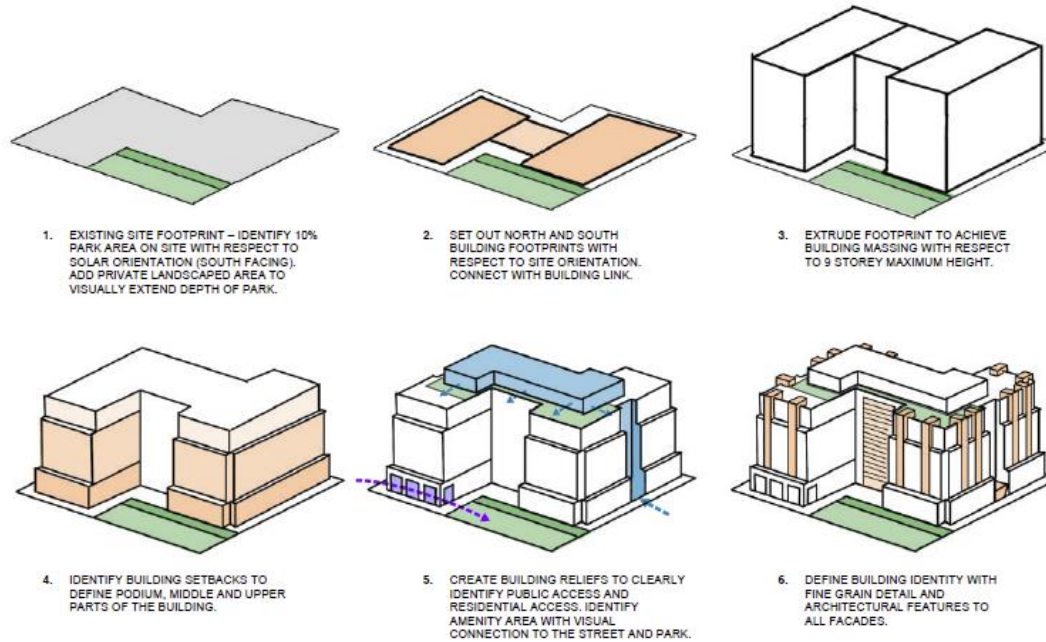 1. EXISTING SITE FOOTPRINT – IDENTIFY 10%
PARK AREA ON SITE WITH RESPECT TO
SOLAR ORIENTATION (SOUTH FACING).
ADD PRIVATE LANDSCAPED AREA TO
VISUALLY EXTEND DEPTH OF PARK.
2. SET OUT NORTH AND SOUTH
BUILDING FOOTPRINTS WITH
RESPECT TO SITE ORIENTATION.
CONNECT WITH BUILDING LINK.
3. EXTRUDE FOOTPRINT TO ACHIEVE
BUILDING MASSING WITH RESPECT
TO 9 STOREY MAXIMUM HEIGHT.
4. IDENTIFY BUILDING SETBACKS TO
DEFINE PODIUM, MIDDLE AND UPPER
PARTS OF THE BUILDING.
5. CREATE BUILDING RELIEFS TO CLEARLY
IDENTIFY PUBLIC ACCESS AND
RESIDENTIAL ACCESS. IDENTIFY
AMENITY AREA WITH VISUAL
CONNECTION TO THE STREET AND PARK.
6. DEFINE BUILDING IDENTITY WITH
FINE GRAIN DETAIL AND
ARCHITECTURAL FEATURES TO
ALL FACADES.